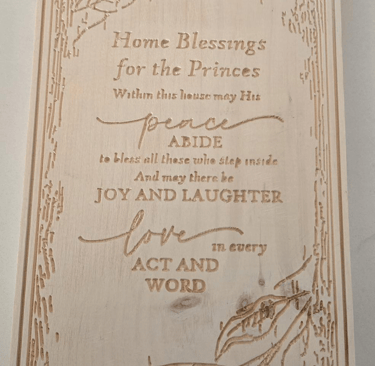 Home Blessings
for the Princes
Within this house may His
peace
ABIDE
to bless all those who step inside
And may there be
JOY AND LAUGHTER
love
in every
ACT AND
WORD